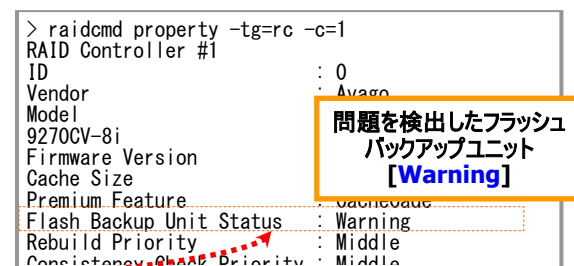 > raidcmd property -tg=rc -c=1
RAID Controller #1
ID : 0
Vendor : Avago
Model
9270CV-8i
Firmware Version
Cache Size
Premium Feature : CacheCade
Flash Backup Unit Status : Warning
Rebuild Priority : Middle
Consistency Check Priority : Middle
問題を検出したフラッシュ
バックアップユニット
[Warning]